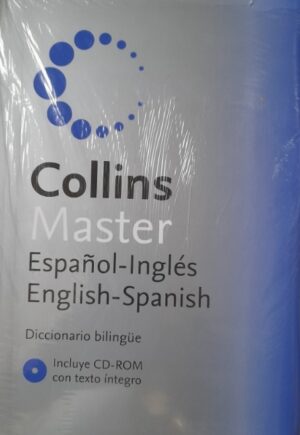 Collins
Master
Español-Inglés
English-Spanish
Diccionario bilingüe
Incluye CD-ROM
con texto íntegro